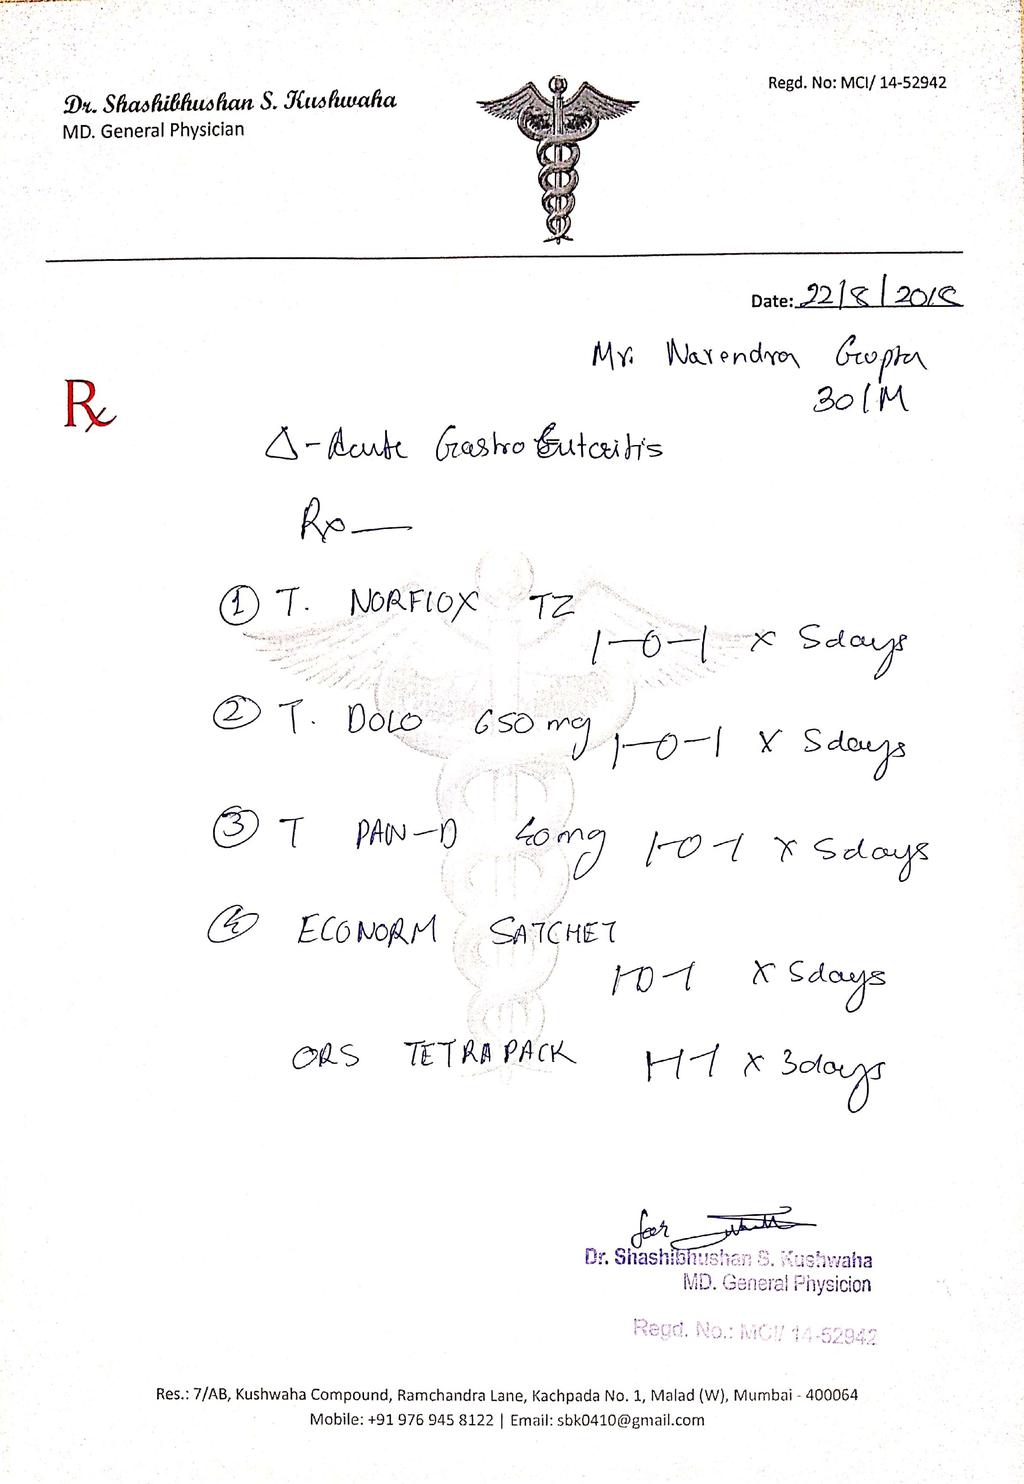 Dr. Shashibhushan S. Kushwaha
MD. General Physician
Regd. No: MCI/ 14-52942
Date: 22/8/2018
Mr. Narendra Gupta
30/M
Rx
Δ - Acute Gastro Enteritis
Rx —
① T. NORFLOX TZ
1-0-1 x 5days
② T. DOLO 650 mg 1-0-1 x 5days
③ T PAN-D 40mg 1-0-1 x 5days
④ ECONORM SATCHET
1-0-1 x 5days
ORS TETRAPACK 1-1-1 x 3days
for
Dr. Shashibhushan S. Kushwaha
MD. General Physicion
Regd. No.: MCI/ 14-52942
Res.: 7/AB, Kushwaha Compound, Ramchandra Lane, Kachpada No. 1, Malad (W), Mumbai - 400064
Mobile: +91 976 945 8122 | Email: sbk0410@gmail.com